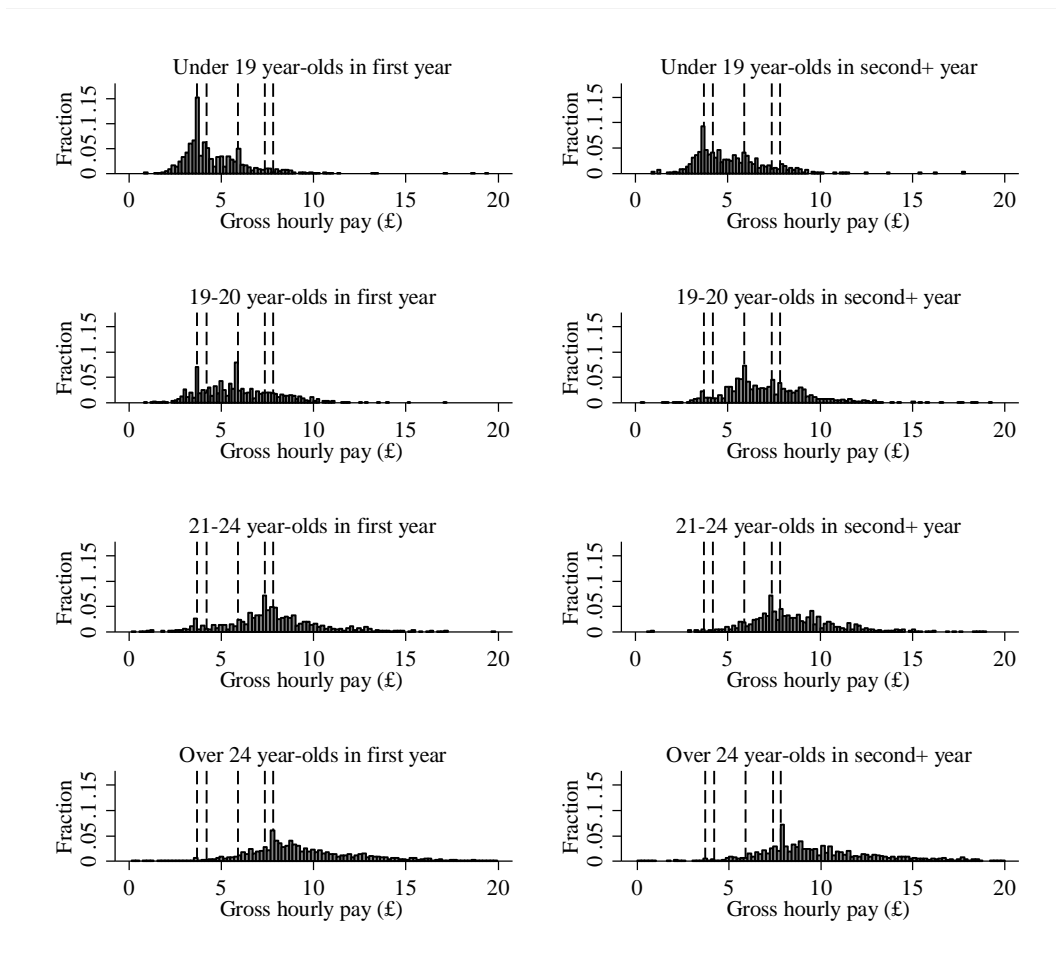 Under 19 year-olds in first year
Fraction
0 .05 .1 .15
0 5 10 15 20
Gross hourly pay (£)
Under 19 year-olds in second+ year
Fraction
0 .05 .1 .15
0 5 10 15 20
Gross hourly pay (£)
19-20 year-olds in first year
Fraction
0 .05 .1 .15
0 5 10 15 20
Gross hourly pay (£)
19-20 year-olds in second+ year
Fraction
0 .05 .1 .15
0 5 10 15 20
Gross hourly pay (£)
21-24 year-olds in first year
Fraction
0 .05 .1 .15
0 5 10 15 20
Gross hourly pay (£)
21-24 year-olds in second+ year
Fraction
0 .05 .1 .15
0 5 10 15 20
Gross hourly pay (£)
Over 24 year-olds in first year
Fraction
0 .05 .1 .15
0 5 10 15 20
Gross hourly pay (£)
Over 24 year-olds in second+ year
Fraction
0 .05 .1 .15
0 5 10 15 20
Gross hourly pay (£)